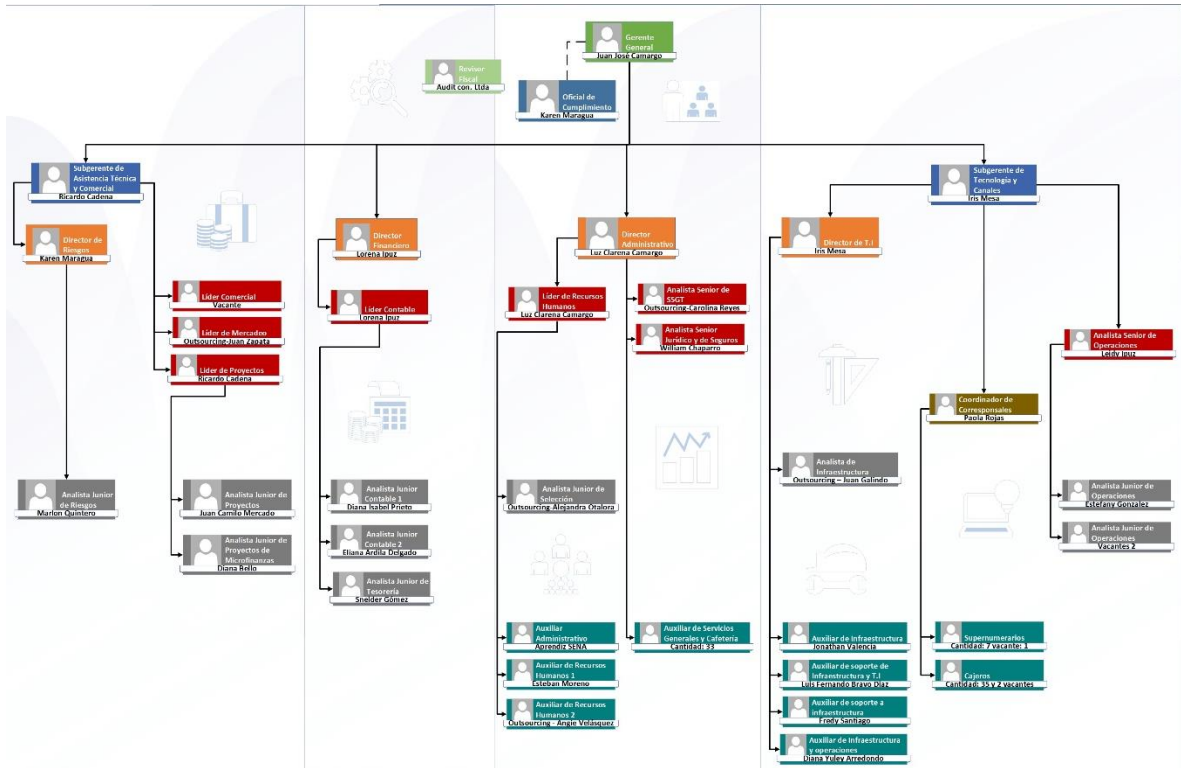 Gerente
General
Juan José Camargo
Revisor
Fiscal
Audit con. Ltda
Oficial de
Cumplimiento
Karen Maragua
Subgerente de
Asistencia Técnica
y Comercial
Ricardo Cadena
Subgerente de
Tecnología y
Canales
Iris Mesa
Director de
Riesgos
Karen Maragua
Director
Financiero
Lorena Ipuz
Director
Administrativo
Luz Clarena Camargo
Director de T.I
Iris Mesa
Líder Comercial
Vacante
Líder de Mercadeo
Outsourcing-Juan Zapata
Líder de Proyectos
Ricardo Cadena
Líder Contable
Lorena Ipuz
Líder de Recursos
Humanos
Luz Clarena Camargo
Analista Senior de
SSGT
Outsourcing-Carolina Reyes
Analista Senior
Jurídico y de Seguros
William Chaparro
Analista Senior de
Operaciones
Leidy Ipuz
Coordinador de
Corresponsales
Paola Rojas
Analista Junior
de Riesgos
Marlon Quintero
Analista Junior de
Proyectos
Juan Camilo Mercado
Analista Junior de
Proyectos de
Microfinanzas
Diana Bello
Analista Junior
Contable 1
Diana Isabel Prieto
Analista Junior
Contable 2
Eliana Ardila Delgado
Analista Junior de
Tesorería
Sneider Gómez
Analista Junior de
Selección
Outsourcing-Alejandra Otalora
Analista de
Infraestructura
Outsourcing – Juan Galindo
Analista Junior de
Operaciones
Estefany González
Analista Junior de
Operaciones
Vacantes 2
Auxiliar
Administrativo
Aprendiz SENA
Auxiliar de Recursos
Humanos 1
Esteban Moreno
Auxiliar de Recursos
Humanos 2
Outsourcing - Angie Velásquez
Auxiliar de Servicios
Generales y Cafetería
Cantidad: 33
Auxiliar de Infraestructura
Jonathan Valencia
Auxiliar de soporte de
Infraestructura y T.I
Luis Fernando Bravo Díaz
Auxiliar de soporte a
infraestructura
Fredy Santiago
Auxiliar de Infraestructura
y operaciones
Diana Yuley Arredondo
Supernumerarios
Cantidad: 7 vacante: 1
Cajeros
Cantidad: 35 y 2 vacantes